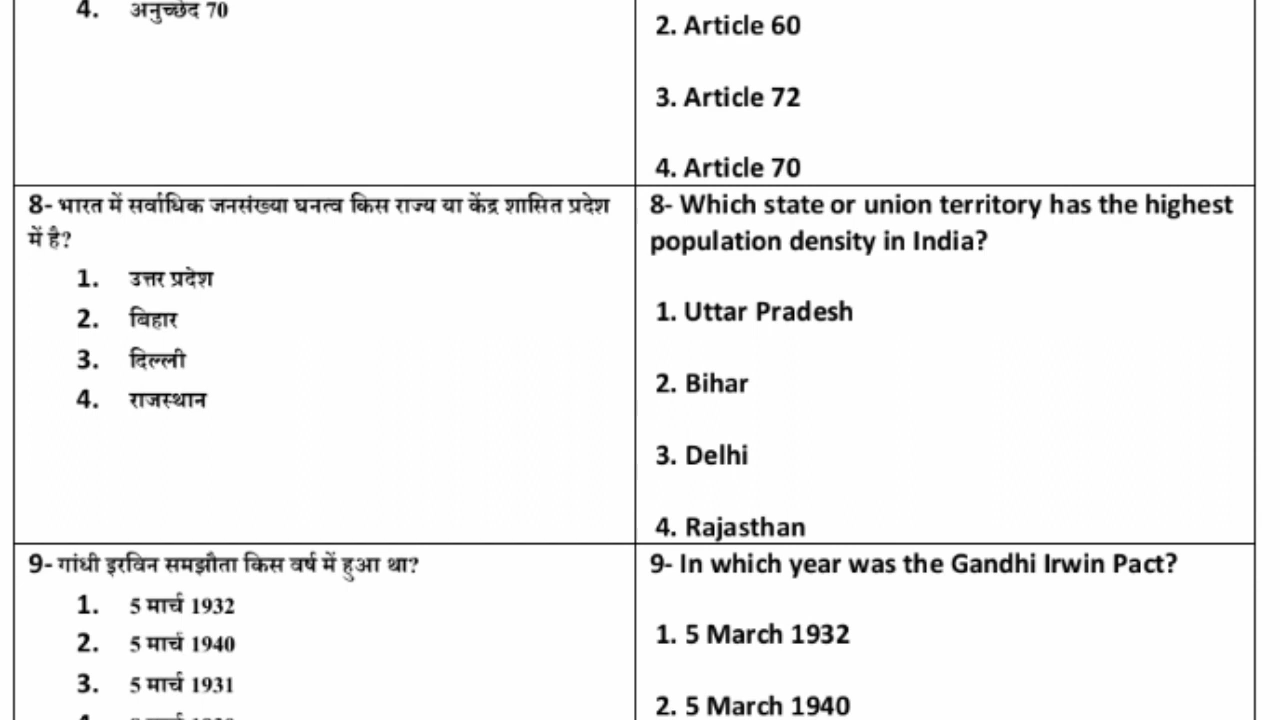 4. अनुच्छेद 70
2. Article 60
3. Article 72
4. Article 70
8- भारत में सर्वाधिक जनसंख्या घनत्व किस राज्य या केंद्र शासित प्रदेश
में है?
1. उत्तर प्रदेश
2. बिहार
3. दिल्ली
4. राजस्थान
8- Which state or union territory has the highest
population density in India?
1. Uttar Pradesh
2. Bihar
3. Delhi
4. Rajasthan
9- गांधी इरविन समझौता किस वर्ष में हुआ था?
1. 5 मार्च 1932
2. 5 मार्च 1940
3. 5 मार्च 1931
9- In which year was the Gandhi Irwin Pact?
1. 5 March 1932
2. 5 March 1940